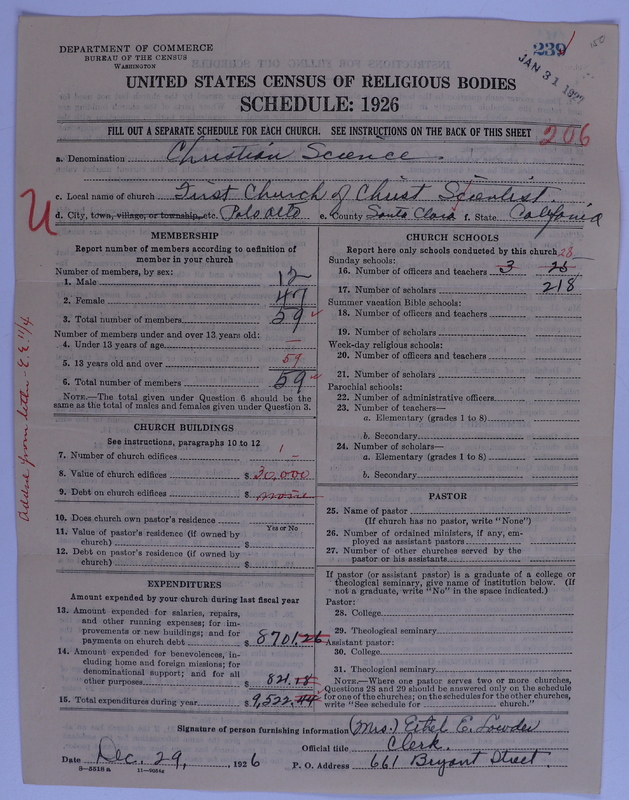 DEPARTMENT OF COMMERCE
BUREAU OF THE CENSUS
WASHINGTON
239
150
JAN 31 1927
UNITED STATES CENSUS OF RELIGIOUS BODIES
SCHEDULE: 1926
FILL OUT A SEPARATE SCHEDULE FOR EACH CHURCH. SEE INSTRUCTIONS ON THE BACK OF THIS SHEET
206
a. Denomination Christian Science
c. Local name of church First Church of Christ Scientist.
U
d. City, town, village, or township, etc. Palo Alto e. County Santa Clara f. State California
MEMBERSHIP
Report number of members according to definition of
member in your church
Number of members, by sex:
1. Male 12
2. Female 47
3. Total number of members 59
Number of members under and over 13 years old:
4. Under 13 years of age —
5. 13 years old and over 59
6. Total number of members 59
NOTE.—The total given under Question 6 should be
same as the total of males and females given under Question 3.
CHURCH BUILDINGS
See instructions, paragraphs 10 to 12
7. Number of church edifices 1
8. Value of church edifices $ 30,000
9. Debt on church edifices $ none
10. Does church own pastor's residence
Yes or No
11. Value of pastor's residence (if owned by
church) $
12. Debt on pastor's residence (if owned by
church) $
EXPENDITURES
Amount expended by your church during last fiscal year
13. Amount expended for salaries, repairs,
and other running expenses; for im-
provements or new buildings; and for
payments on church debt $ 8701.26
14. Amount expended for benevolences, in-
cluding home and foreign missions; for
denominational support; and for all
other purposes $ 821.18
15. Total expenditures during year $ 9,522.44
CHURCH SCHOOLS
Report here only schools conducted by this church
28
Sunday schools:
16. Number of officers and teachers 3 25
17. Number of scholars 218
Summer vacation Bible schools:
18. Number of officers and teachers
19. Number of scholars
Week-day religious schools:
20. Number of officers and teachers
21. Number of scholars
Parochial schools:
22. Number of administrative officers
23. Number of teachers—
a. Elementary (grades 1 to 8)
b. Secondary
24. Number of scholars—
a. Elementary (grades 1 to 8)
b. Secondary
PASTOR
25. Name of pastor
(If church has no pastor, write "None")
26. Number of ordained ministers, if any, em-
ployed as assistant pastors
27. Number of other churches served by the
pastor or his assistants
If pastor (or assistant pastor) is a graduate of a college or
theological seminary, give name of institution below. (If
not a graduate, write "No" in the space indicated.)
Pastor:
28. College
29. Theological seminary
Assistant pastor:
30. College
31. Theological seminary
NOTE.—Where one pastor serves two or more churches,
Questions 28 and 29 should be answered only on the schedule
for one of the churches; on the schedules for the other churches,
write "See schedule for church."
Signature of person furnishing information (Mrs.) Ethel E. Lowder
Official title Clerk.
Date Dec. 29, 1926
P. O. Address 661 Bryant Street.
8—5518 a